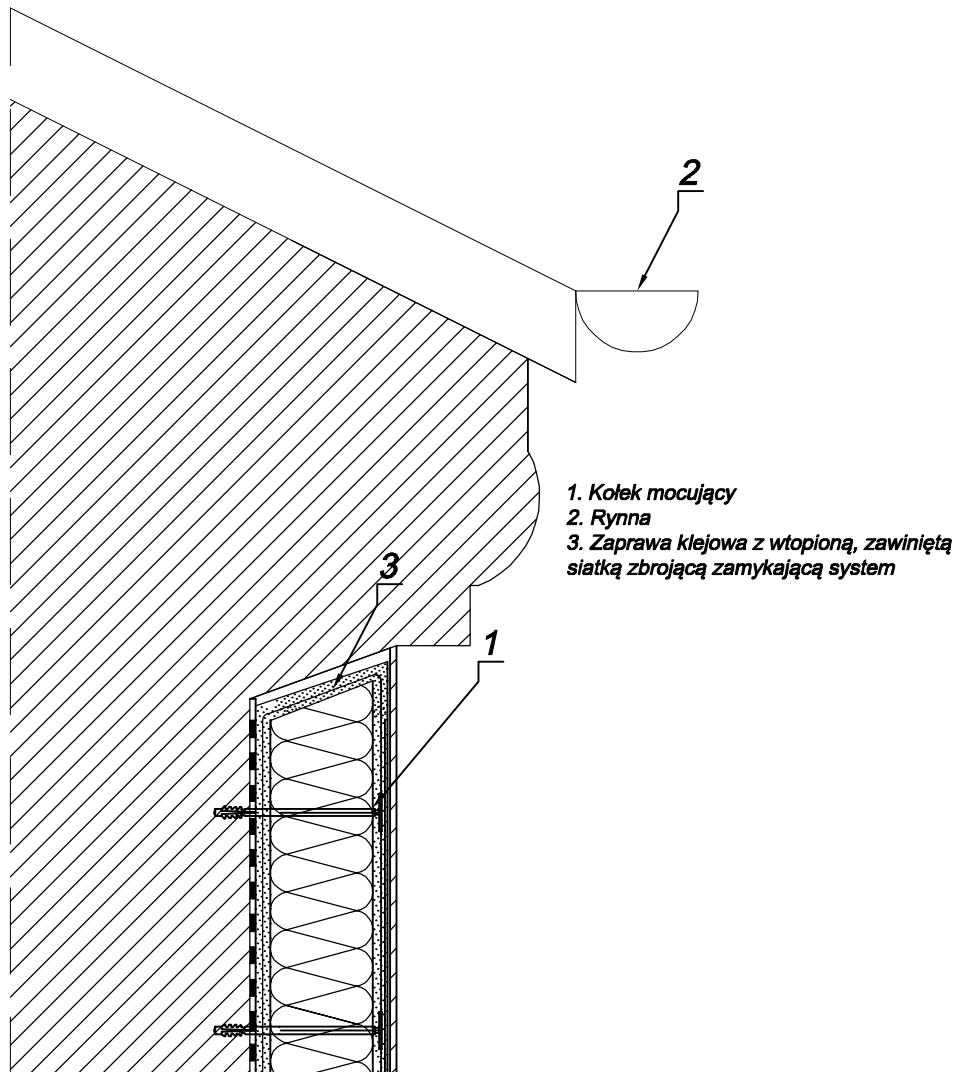 2
1. Kołek mocujący
2. Rynna
3. Zaprawa klejowa z wtopioną, zawiniętą
siatką zbrojącą zamykającą system
3
1